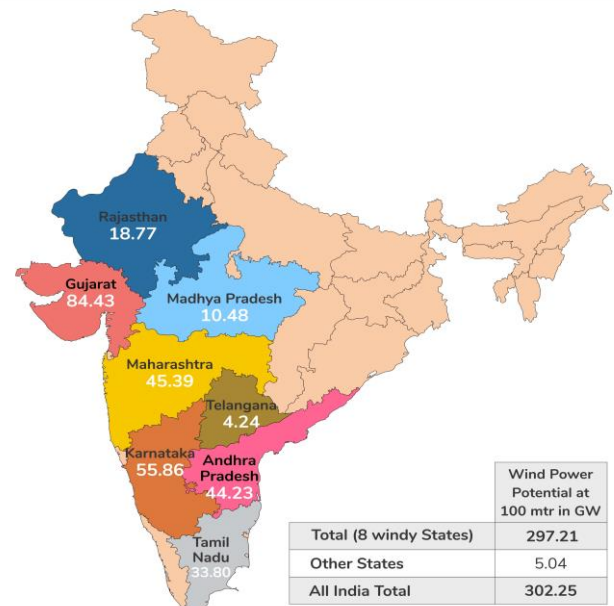 Rajasthan
18.77
Gujarat
84.43
Madhya Pradesh
10.48
Maharashtra
45.39
Telangana
4.24
Karnataka
55.86
Andhra
Pradesh
44.23
Tamil
Nadu
33.80
Wind Power
Potential at
100 mtr in GW
Total (8 windy States) 297.21
Other States 5.04
All India Total 302.25